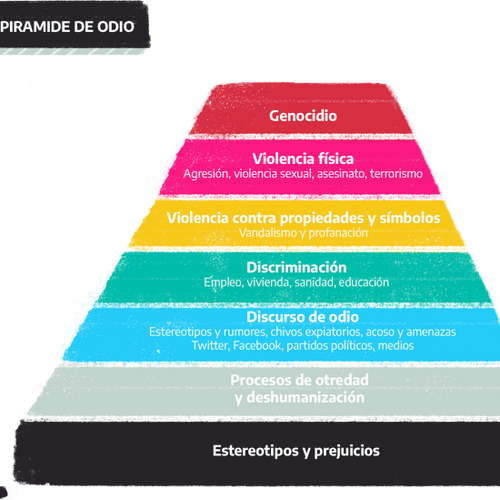 PIRAMIDE DE ODIO
Genocidio
Violencia física
Agresión, violencia sexual, asesinato, terrorismo
Violencia contra propiedades y símbolos
Vandalismo y profanación
Discriminación
Empleo, vivienda, sanidad, educación
Discurso de odio
Estereotipos y rumores, chivos expiatorios, acoso y amenazas
Twitter, Facebook, partidos políticos, medios
Procesos de otredad
y deshumanización
Estereotipos y prejuicios